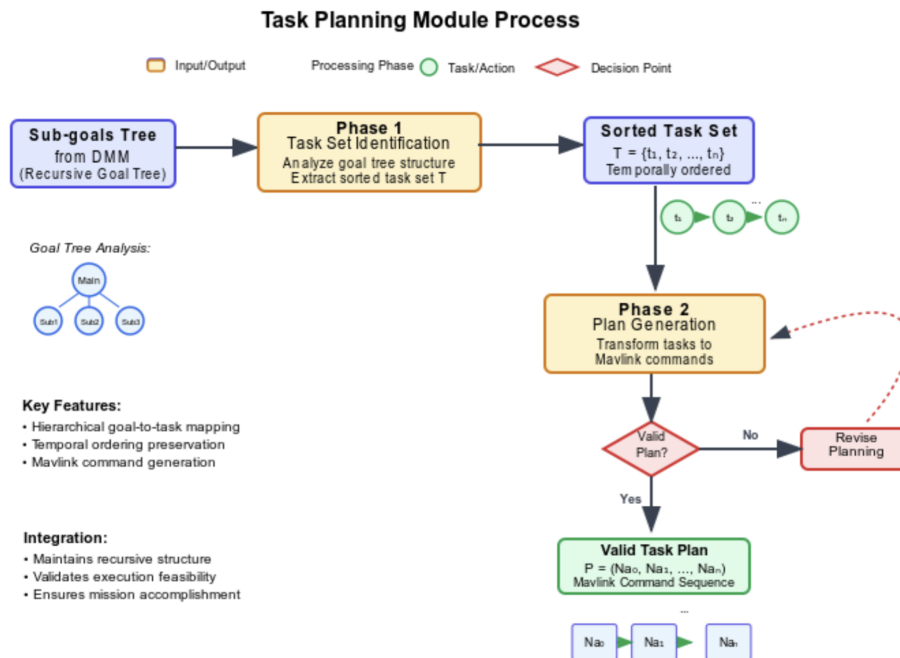 Task Planning Module Process
Input/Output
Processing Phase
Task/Action
Decision Point
Sub-goals Tree
from DMM
(Recursive Goal Tree)
Phase 1
Task Set Identification
Analyze goal tree structure
Extract sorted task set T
Sorted Task Set
T = {t₁, t₂, ..., tₙ}
Temporally ordered
...
t₁
t₂
tₙ
Goal Tree Analysis:
Main
Sub1
Sub2
Sub3
Phase 2
Plan Generation
Transform tasks to
Mavlink commands
Key Features:
• Hierarchical goal-to-task mapping
• Temporal ordering preservation
• Mavlink command generation
Valid
Plan?
No
Revise
Planning
Yes
Integration:
• Maintains recursive structure
• Validates execution feasibility
• Ensures mission accomplishment
Valid Task Plan
P = (Na₀, Na₁, ..., Naₙ)
Mavlink Command Sequence
...
Na₀
Na₁
Naₙ